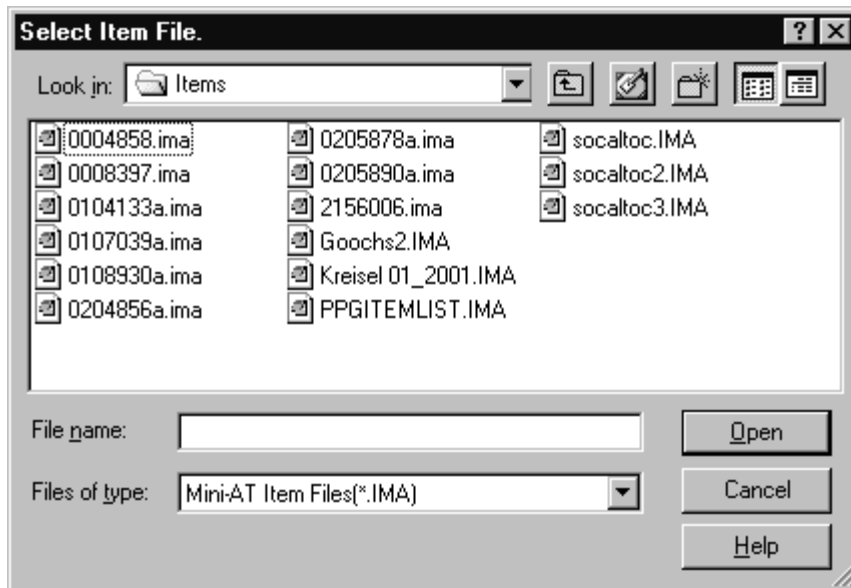 Select Item File.
Look in: Items
0004858.ima 0205878a.ima socaltoc.IMA
0008397.ima 0205890a.ima socaltoc2.IMA
0104133a.ima 2156006.ima socaltoc3.IMA
0107039a.ima Goochs2.IMA
0108930a.ima Kreisel 01_2001.IMA
0204856a.ima PPGITEMLIST.IMA
File name: Open
Files of type: Mini-AT Item Files(*.IMA) Cancel
Help